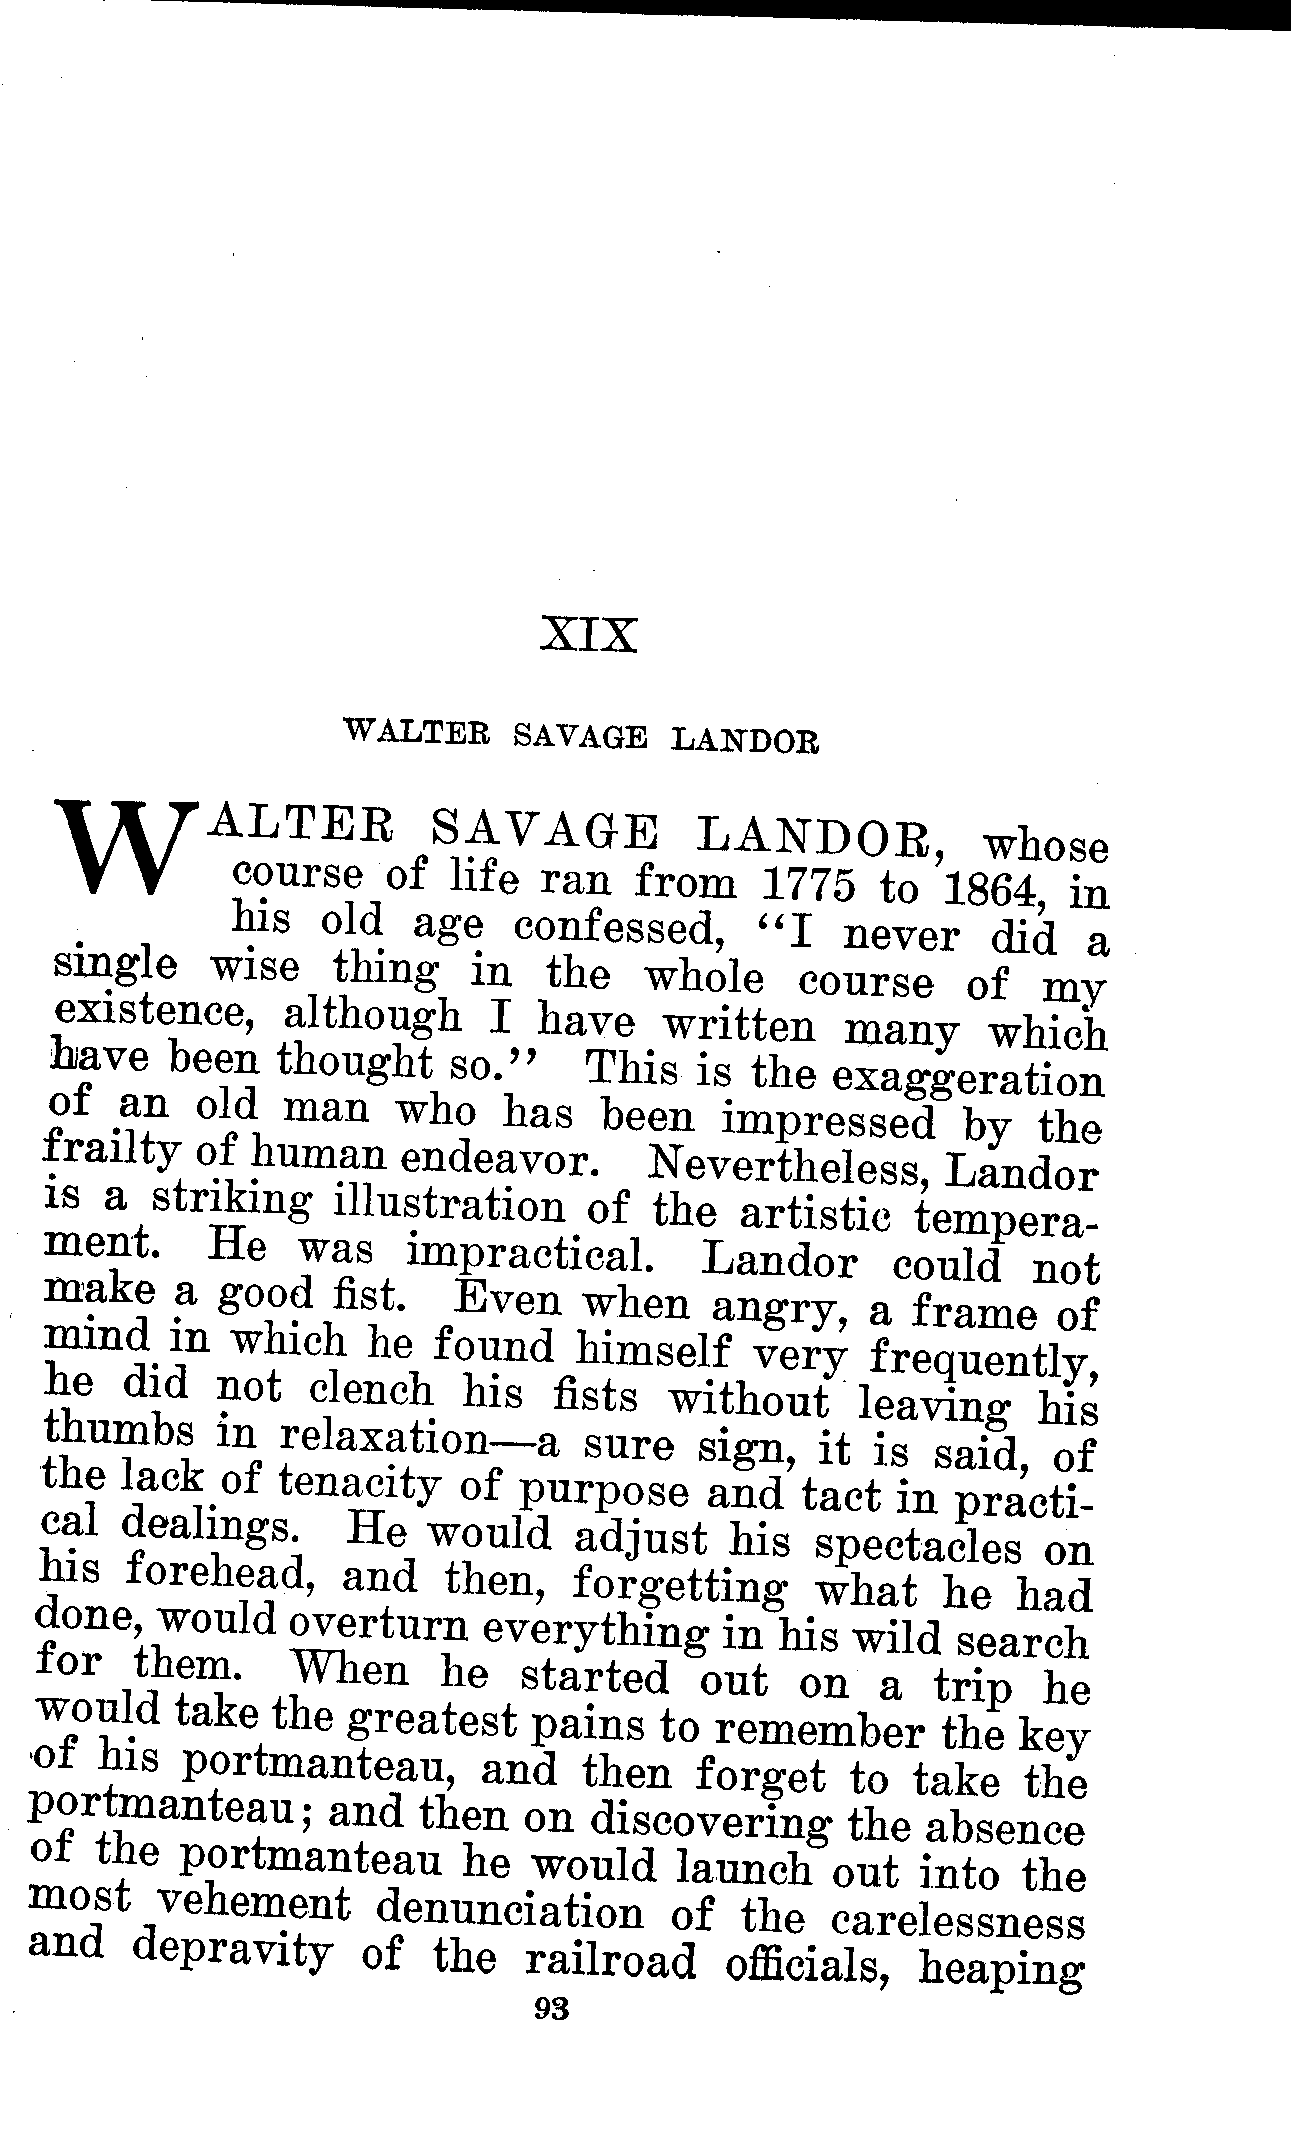 XIX
WALTER SAVAGE LANDOR
WALTER SAVAGE LANDOR, whose
course of life ran from 1775 to 1864, in
his old age confessed, “I never did a
single wise thing in the whole course of my
existence, although I have written many which
have been thought so.” This is the exaggeration
of an old man who has been impressed by the
frailty of human endeavor. Nevertheless, Landor
is a striking illustration of the artistic tempera-
ment. He was impractical. Landor could not
make a good fist. Even when angry, a frame of
mind in which he found himself very frequently,
he did not clench his fists without leaving his
thumbs in relaxation—a sure sign, it is said, of
the lack of tenacity of purpose and tact in practi-
cal dealings. He would adjust his spectacles on
his forehead, and then, forgetting what he had
done, would overturn everything in his wild search
for them. When he started out on a trip he
would take the greatest pains to remember the key
of his portmanteau, and then forget to take the
portmanteau; and then on discovering the absence
of the portmanteau he would launch out into the
most vehement denunciation of the carelessness
and depravity of the railroad officials, heaping
93